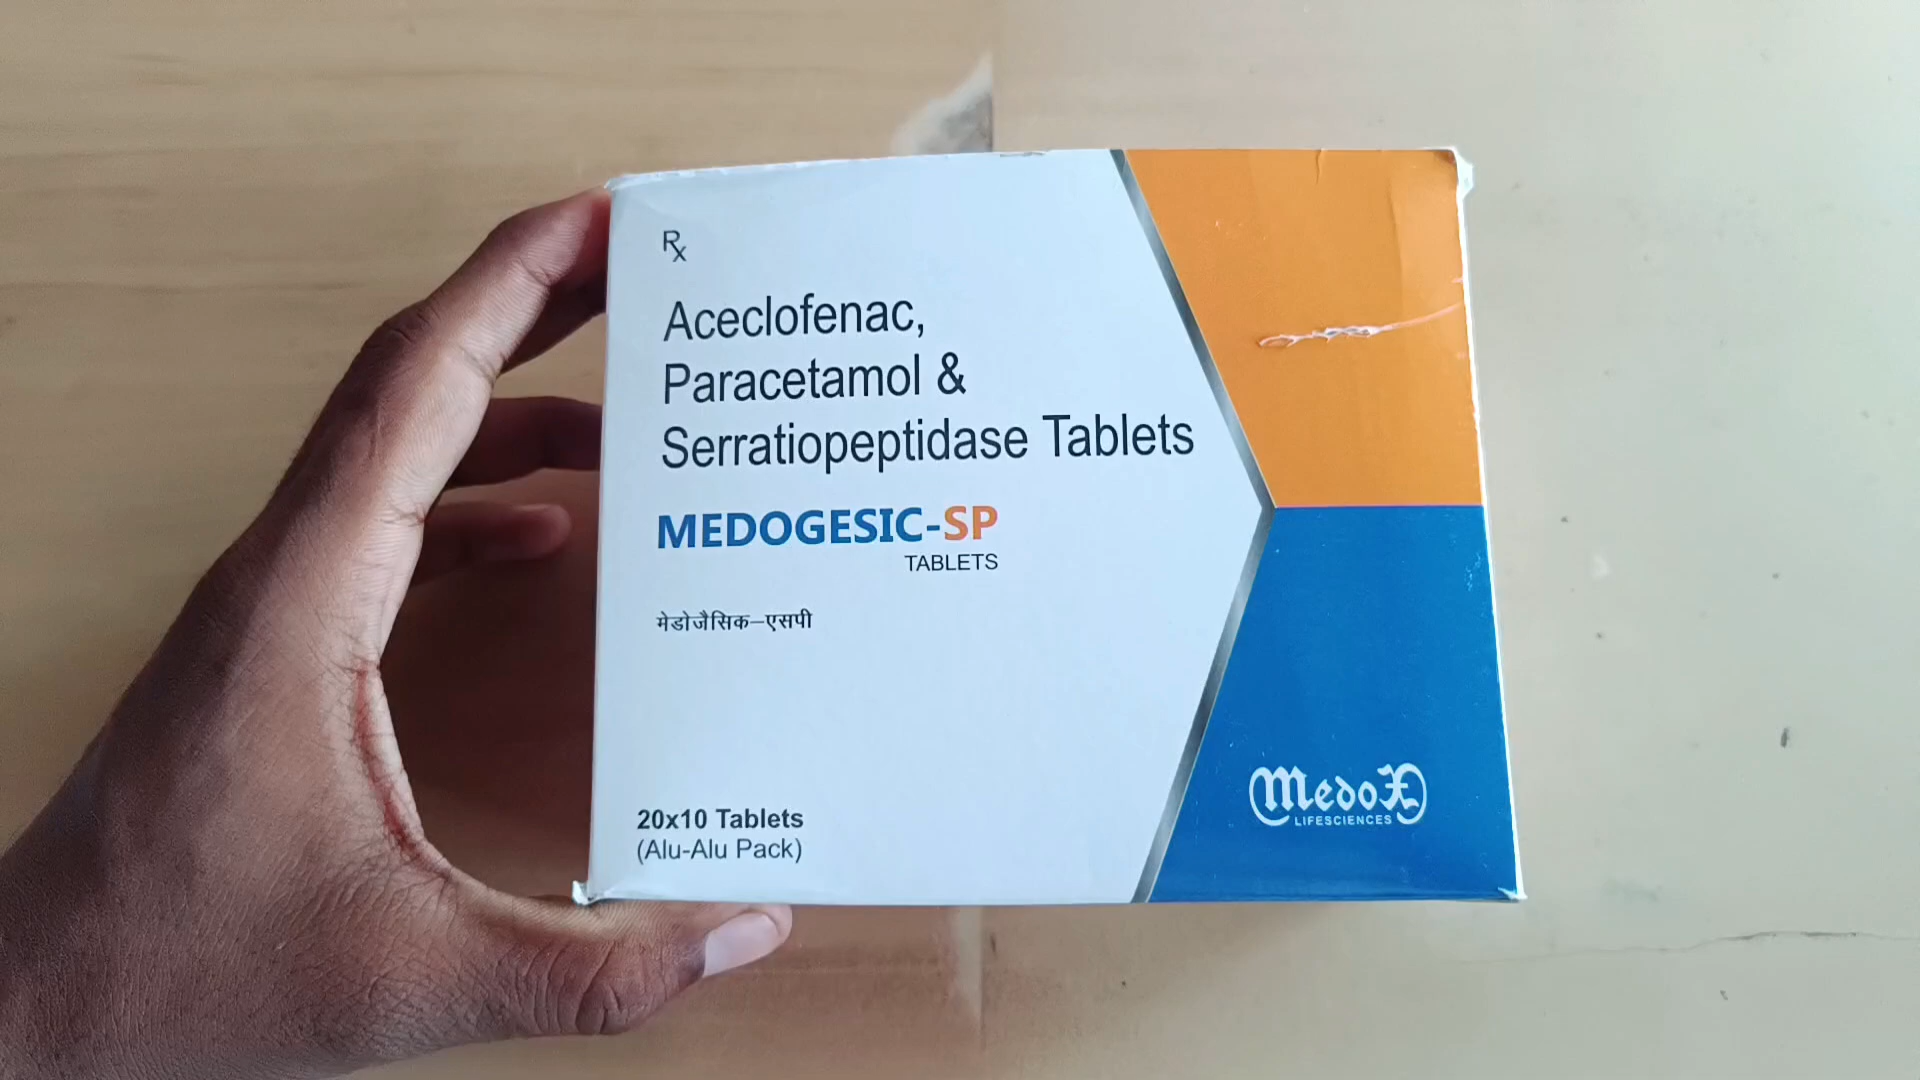 Rx
Aceclofenac,
Paracetamol &
Serratiopeptidase Tablets
MEDOGESIC-SP
TABLETS
मेडोजैसिक–एसपी
20x10 Tablets
(Alu-Alu Pack)
MedoX
LIFESCIENCES